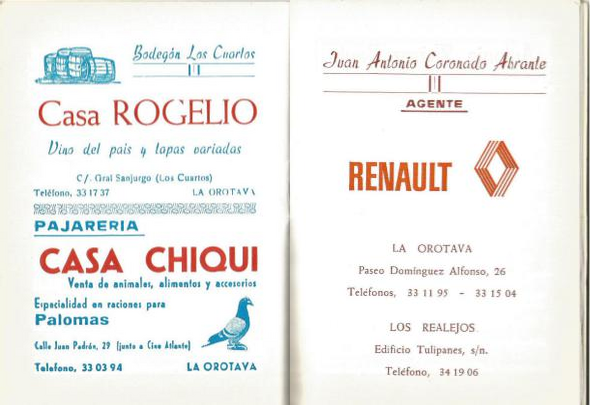 Bodegón Los Cuartos
Casa ROGELIO
Vino del país y tapas variadas
C/. Gral Sanjurgo (Los Cuartos)
Teléfono, 33 17 37 LA OROTAVA
PAJARERIA
CASA CHIQUI
Venta de animales, alimentos y accesorios
Especialidad en raciones para
Palomas
Calle Juan Padrón, 29 (junto a Cine Atlante)
Telefono, 33 03 94 LA OROTAVA
Juan Antonio Coronado Abrante
AGENTE
RENAULT
LA OROTAVA
Paseo Domínguez Alfonso, 26
Teléfonos, 33 11 95 - 33 15 04
LOS REALEJOS
Edificio Tulipanes, s/n.
Teléfono, 34 19 06